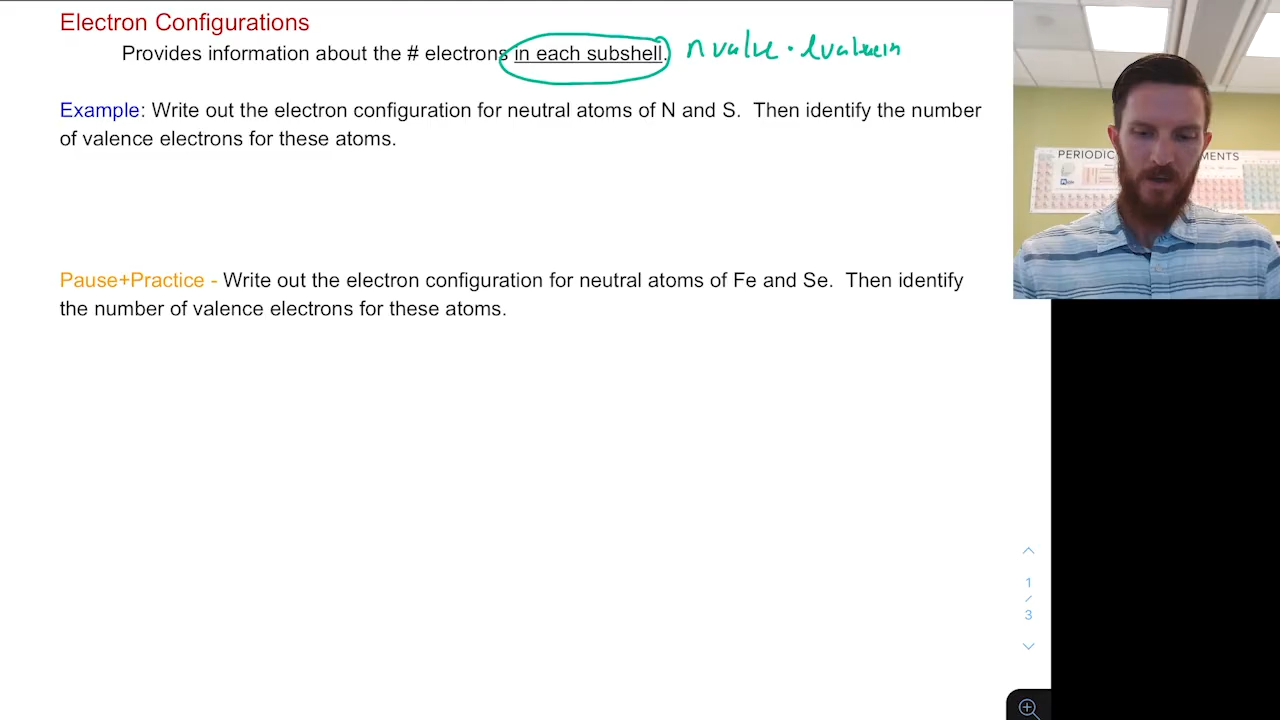 Electron Configurations
Provides information about the # electrons in each subshell. n value · l value in
Example: Write out the electron configuration for neutral atoms of N and S. Then identify the number
of valence electrons for these atoms.
PERIODIC MENTS
Pause+Practice - Write out the electron configuration for neutral atoms of Fe and Se. Then identify
the number of valence electrons for these atoms.
1
/
3